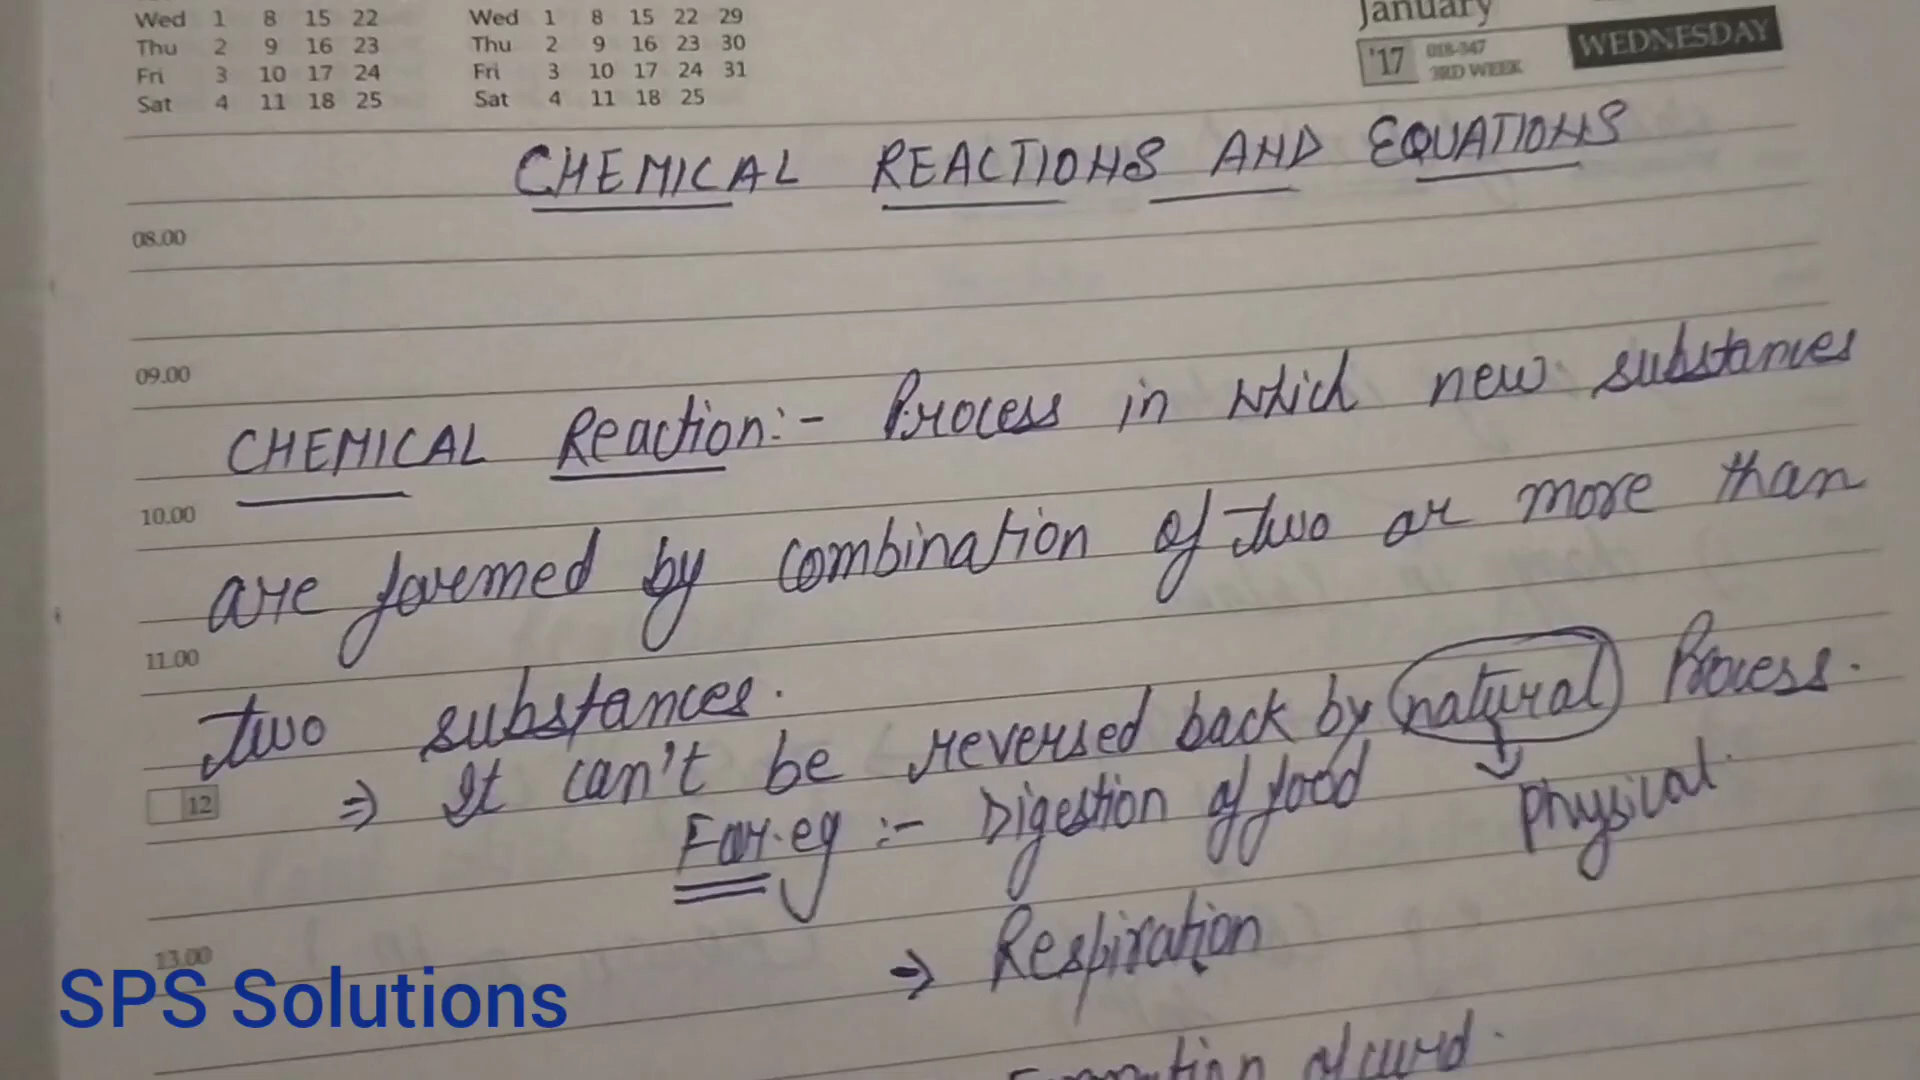 Wed 1 8 15 22
Thu 2 9 16 23
Fri 3 10 17 24
Sat 4 11 18 25
Wed 1 8 15 22 29
Thu 2 9 16 23 30
Fri 3 10 17 24 31
Sat 4 11 18 25
January
'17 018-347 WEDNESDAY
3RD WEEK
CHEMICAL REACTIONS AND EQUATIONS
08.00
09.00
CHEMICAL Reaction:- Process in which new substances
10.00
are formed by combination of two or more than
11.00
two substances.
⇒ It can't be reversed back by natural Process.
12
For.eg :- Digestion of food
Physical.
⇒ Respiration
13.00
Formation of curd.
SPS Solutions